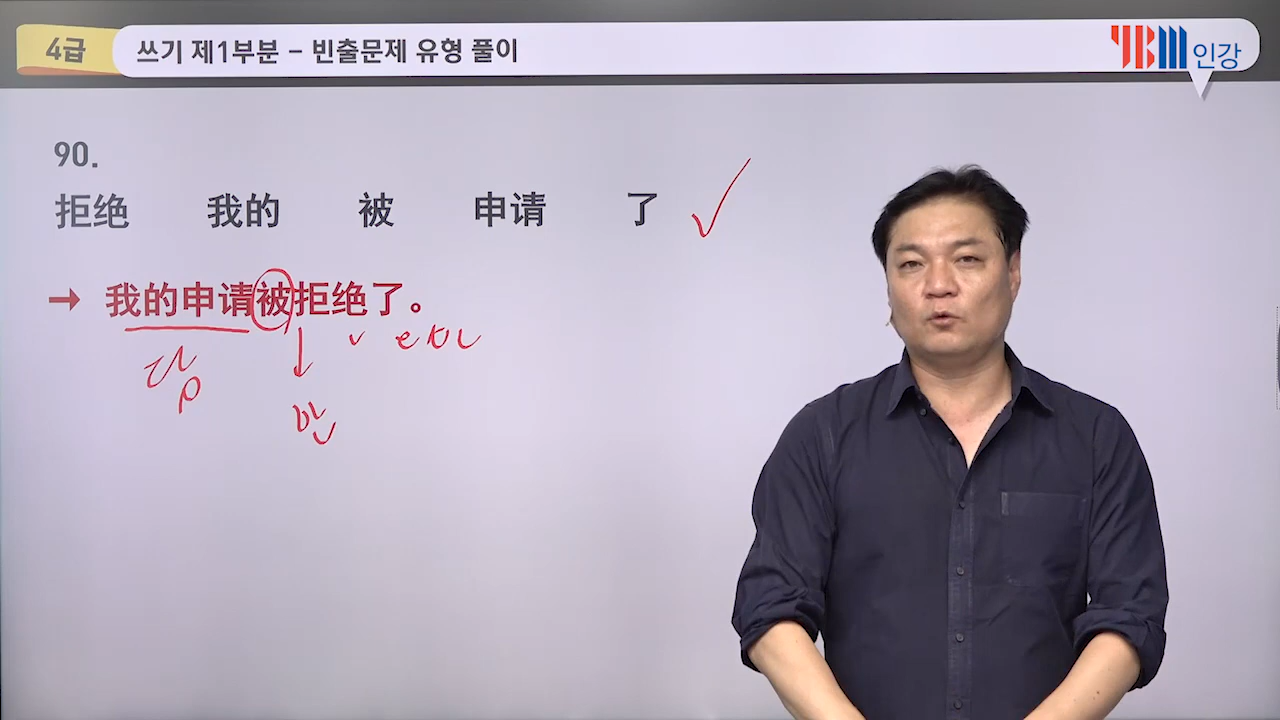 4급 쓰기 제1부분 – 빈출문제 유형 풀이 YBM 인강
90.
拒绝 我的 被 申请 了
→ 我的申请被拒绝了。